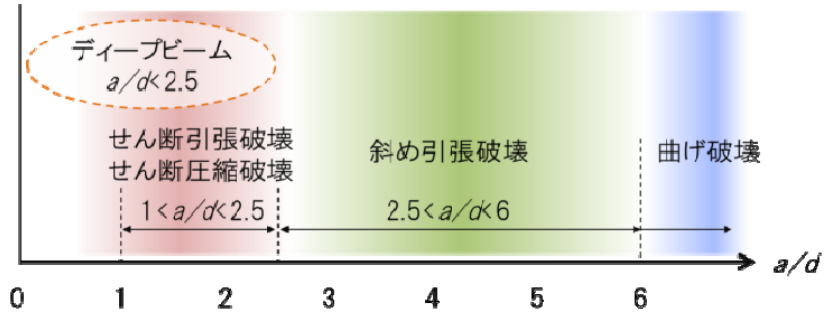 ディープビーム
a/d<2.5
せん断引張破壊
せん断圧縮破壊
斜め引張破壊
曲げ破壊
1<a/d<2.5
2.5<a/d<6
a/d
0 1 2 3 4 5 6